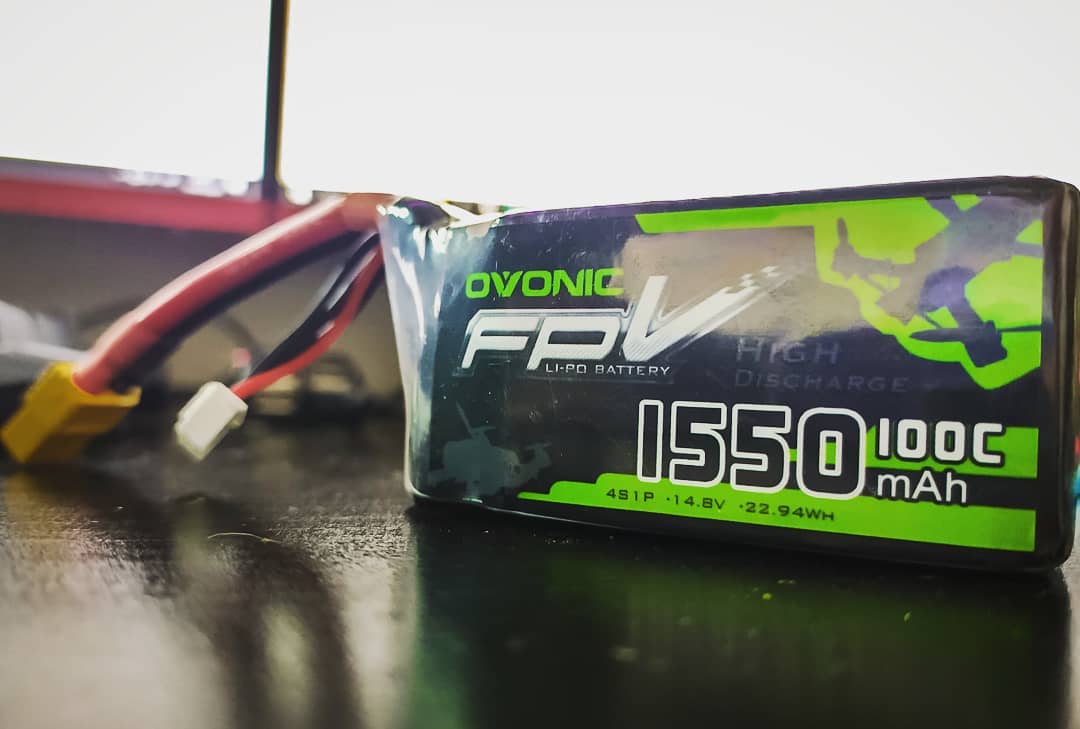 OVONIC
FPV
LI-PO BATTERY
HIGH
DISCHARGE
1550 100C
mAh
4S1P ·14.8V ·22.94WH